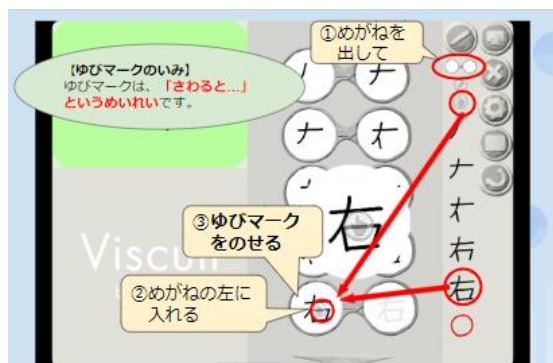 ①めがねを
出して
【ゆびマークのいみ】
ゆびマークは、「さわると…」
というめいれいです。
ナ
ナ
オ
ナ
オ
右
右
③ゆびマーク
をのせる
右
Viscuit
②めがねの左に
入れる
右
右